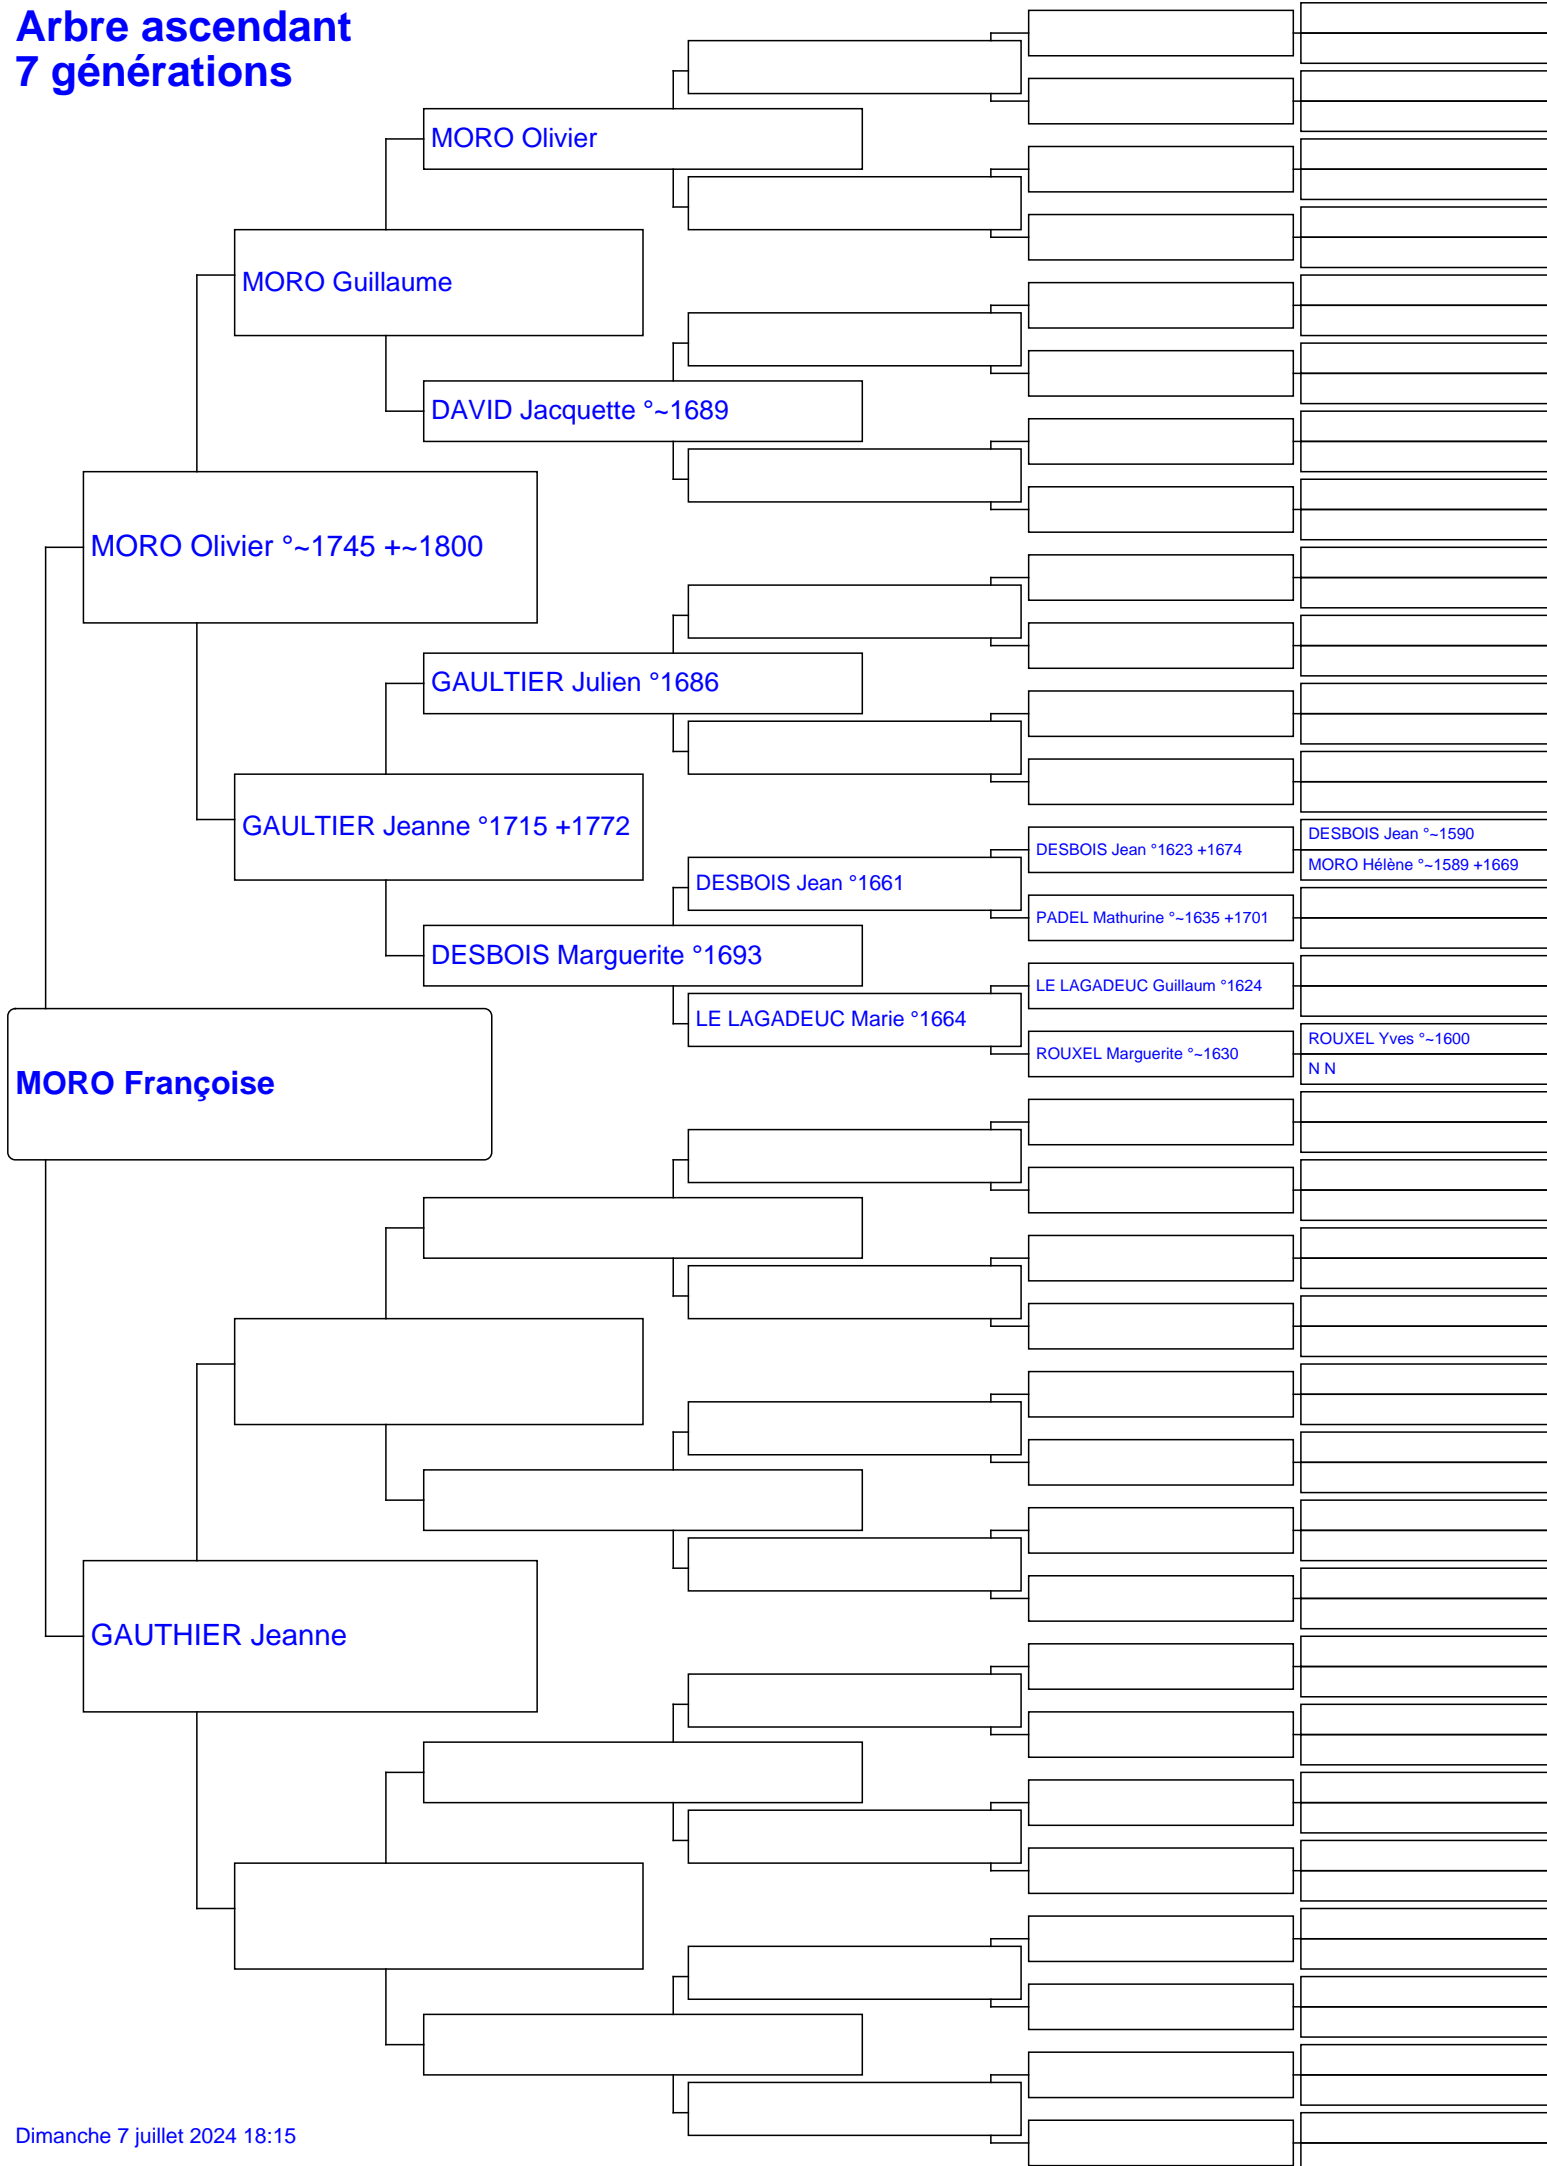 Arbre ascendant
7 générations
MORO Olivier
MORO Guillaume
DAVID Jacquette °~1689
MORO Olivier °~1745 +~1800
GAULTIER Julien °1686
GAULTIER Jeanne °1715 +1772
DESBOIS Jean °~1590
DESBOIS Jean °1623 +1674
MORO Hélène °~1589 +1669
DESBOIS Jean °1661
PADEL Mathurine °~1635 +1701
DESBOIS Marguerite °1693
LE LAGADEUC Guillaum °1624
LE LAGADEUC Marie °1664
ROUXEL Yves °~1600
ROUXEL Marguerite °~1630
N N
MORO Françoise
GAUTHIER Jeanne
Dimanche 7 juillet 2024 18:15